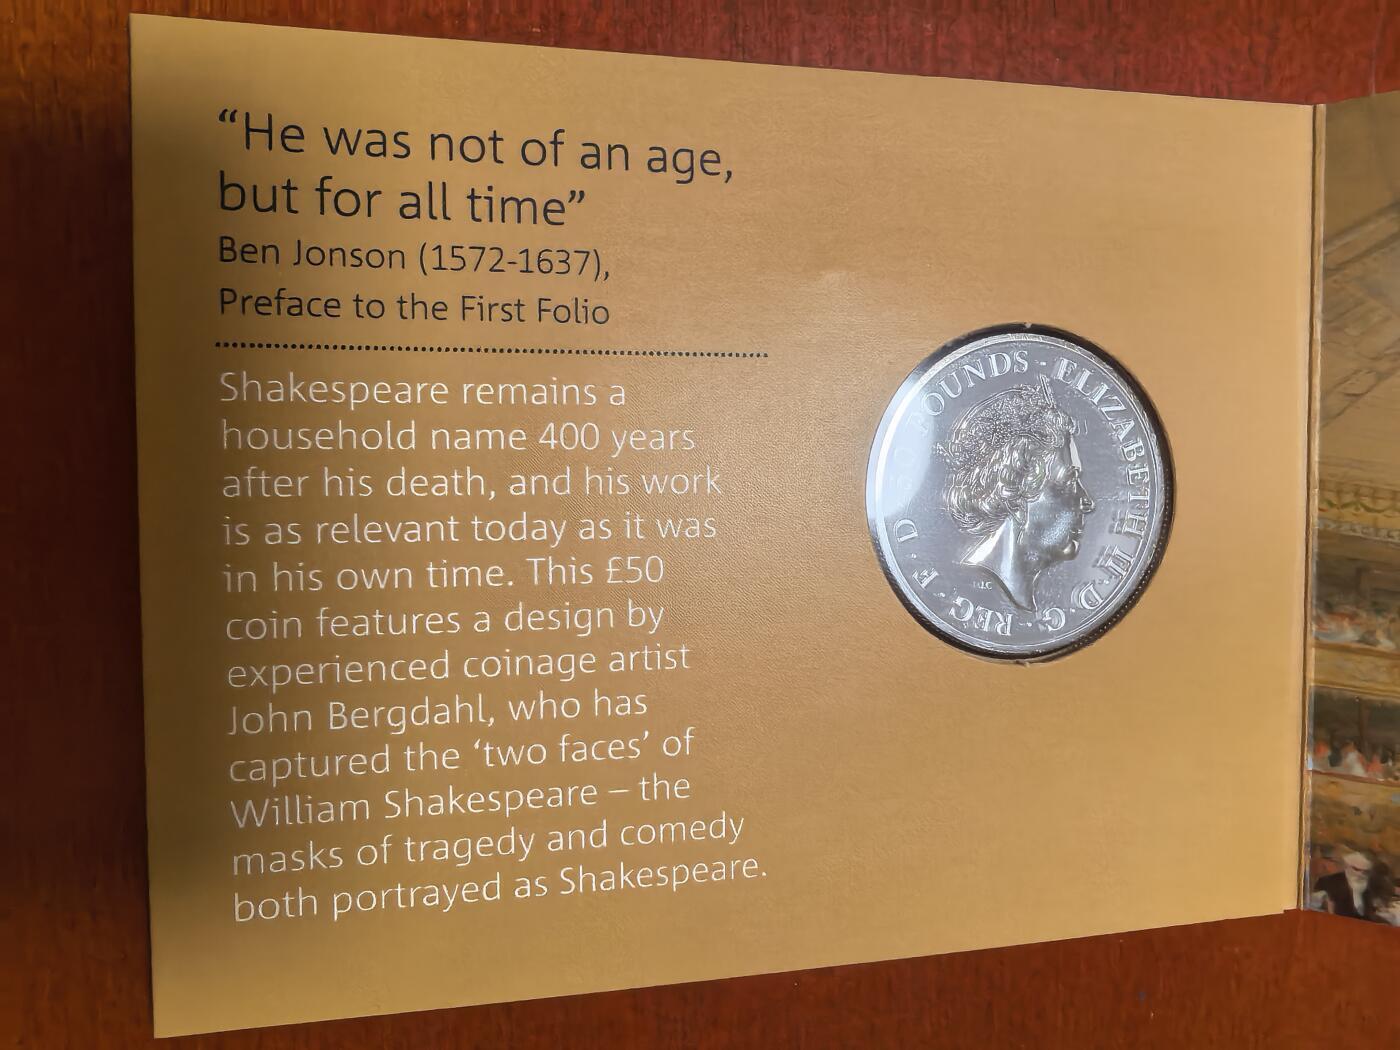 “He was not of an age,
but for all time”
Ben Jonson (1572-1637),
Preface to the First Folio
Shakespeare remains a
household name 400 years
after his death, and his work
is as relevant today as it was
in his own time. This £50
coin features a design by
experienced coinage artist
John Bergdahl, who has
captured the ‘two faces’ of
William Shakespeare – the
masks of tragedy and comedy
both portrayed as Shakespeare.
ELIZABETH II · D · G · REG · F · D · 50 POUNDS ·